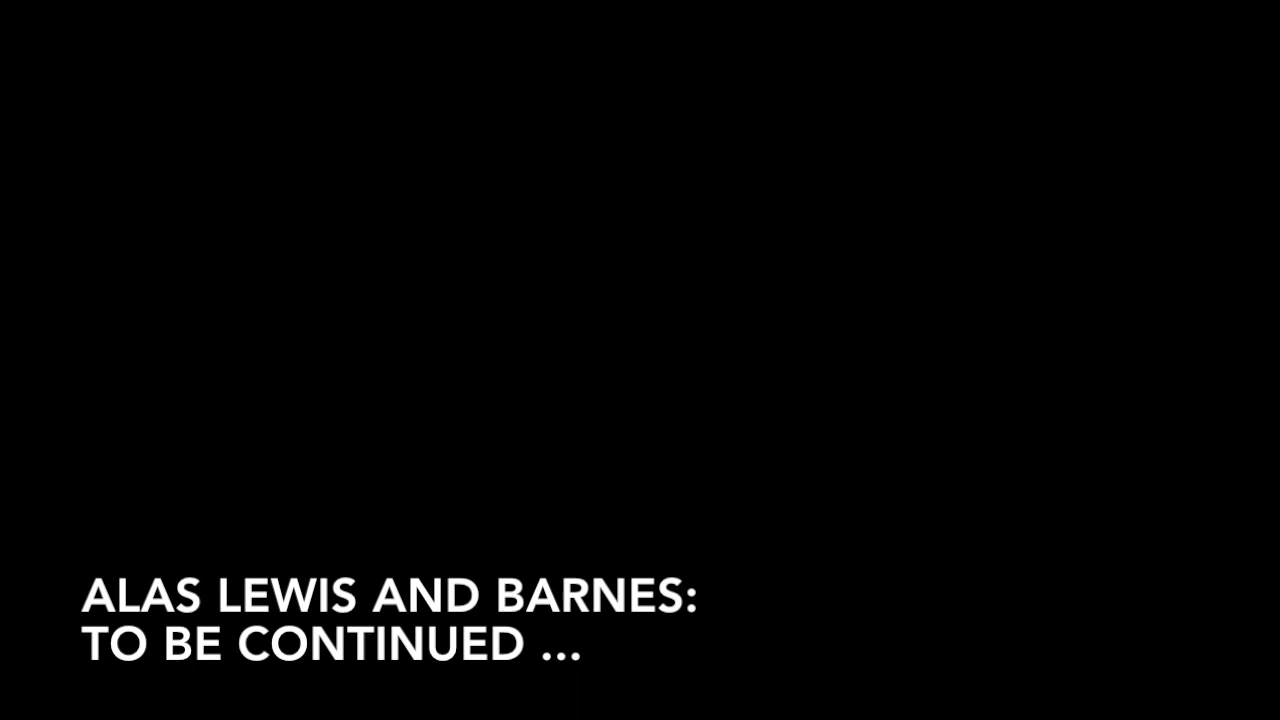 ALAS LEWIS AND BARNES:
TO BE CONTINUED ...